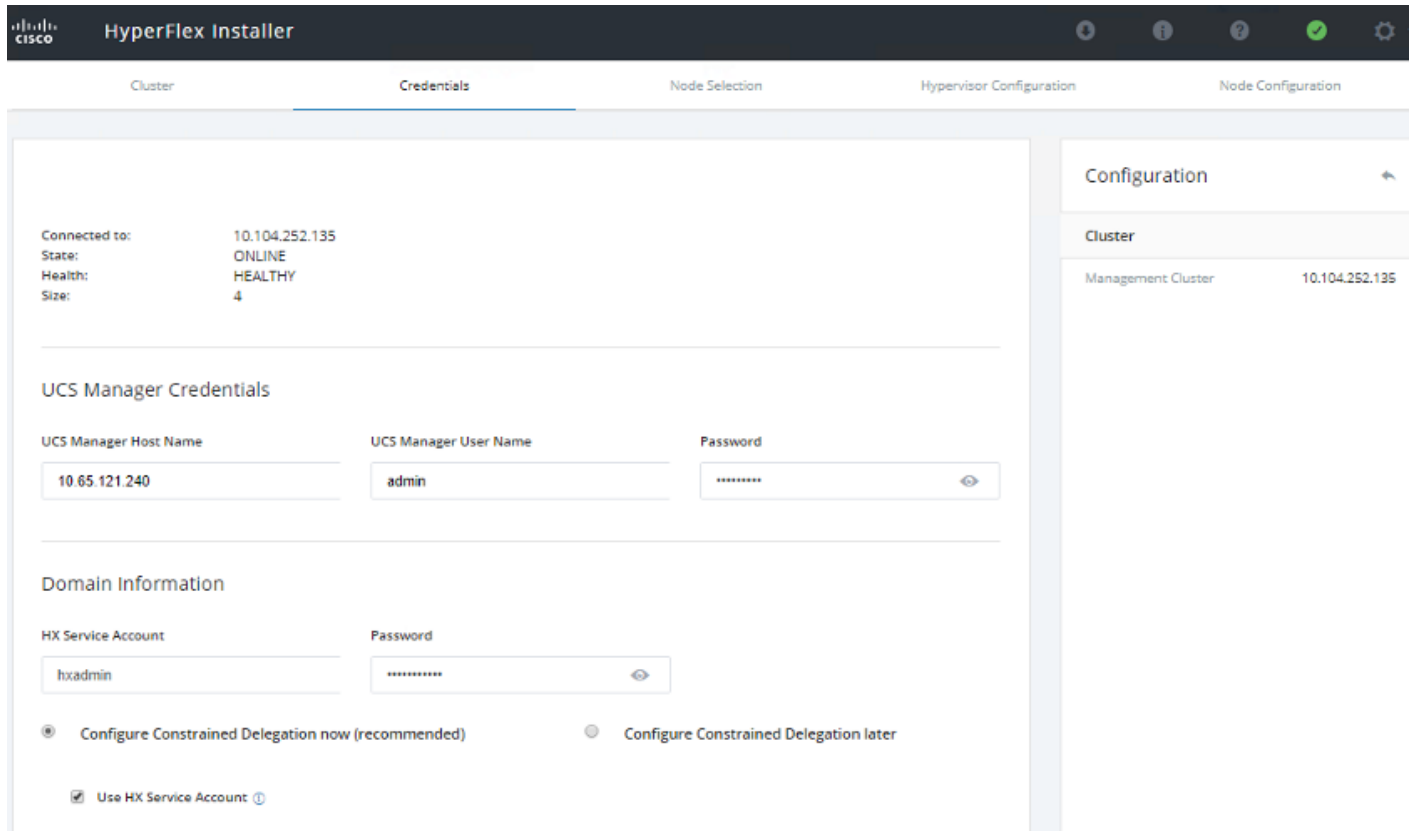 CISCO HyperFlex Installer
Cluster Credentials Node Selection Hypervisor Configuration Node Configuration
Connected to: 10.104.252.135
State: ONLINE
Health: HEALTHY
Size: 4
UCS Manager Credentials
UCS Manager Host Name UCS Manager User Name Password
10.65.121.240 admin •••••••••
Domain Information
HX Service Account Password
hxadmin •••••••••••
Configure Constrained Delegation now (recommended) Configure Constrained Delegation later
Use HX Service Account
Configuration
Cluster
Management Cluster 10.104.252.135